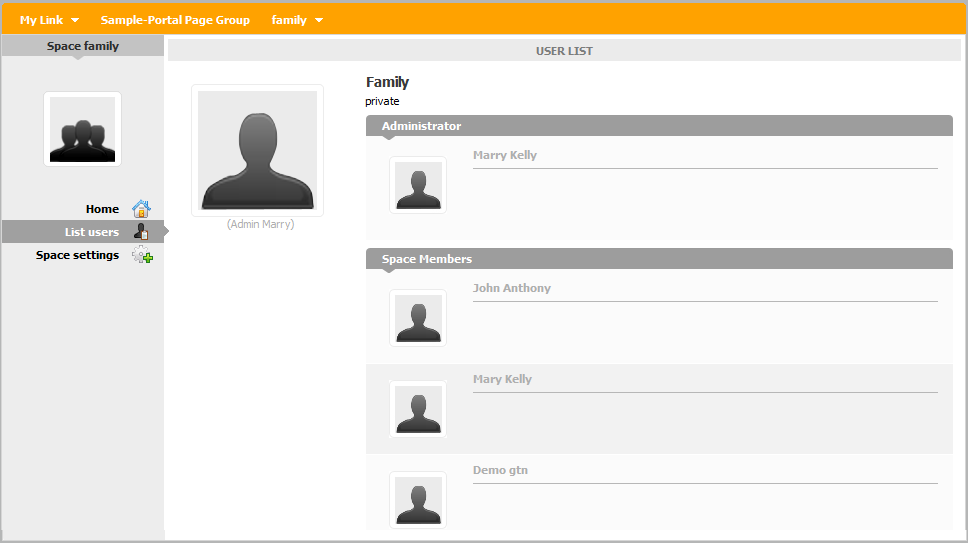 My Link
Sample-Portal Page Group
family
Space family
USER LIST
Home
List users
Space settings
(Admin Marry)
Family
private
Administrator
Marry Kelly
Space Members
John Anthony
Mary Kelly
Demo gtn